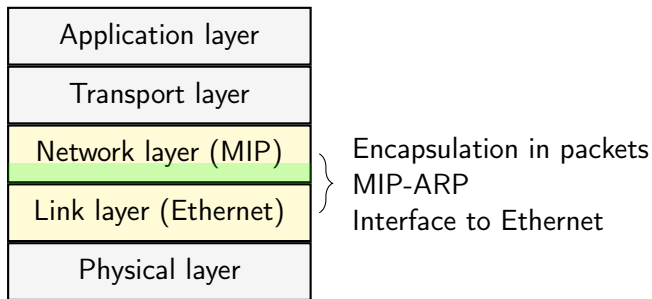 Application layer
Transport layer
Network layer (MIP)
Link layer (Ethernet)
Physical layer
Encapsulation in packets
MIP-ARP
Interface to Ethernet